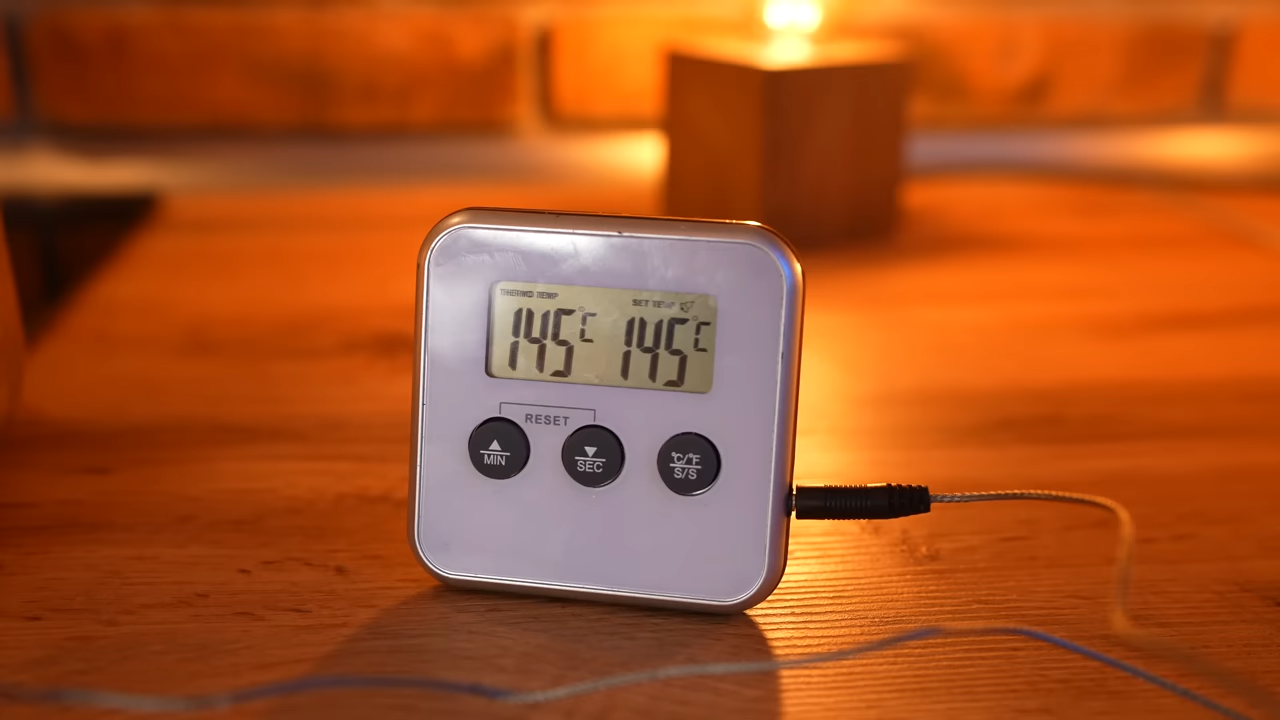 THERMO TEMP SET TEMP
145°C 145°C
RESET
MIN SEC °C/°F
S/S